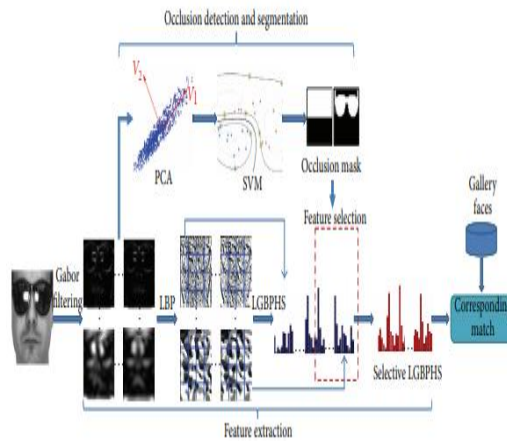 Occlusion detection and segmentation
V2
V1
PCA
SVM
Occlusion mask
Feature selection
Gallery
faces
Gabor
filtering
LBP
LGBPHS
Selective LGBPHS
Corresponding
match
Feature extraction